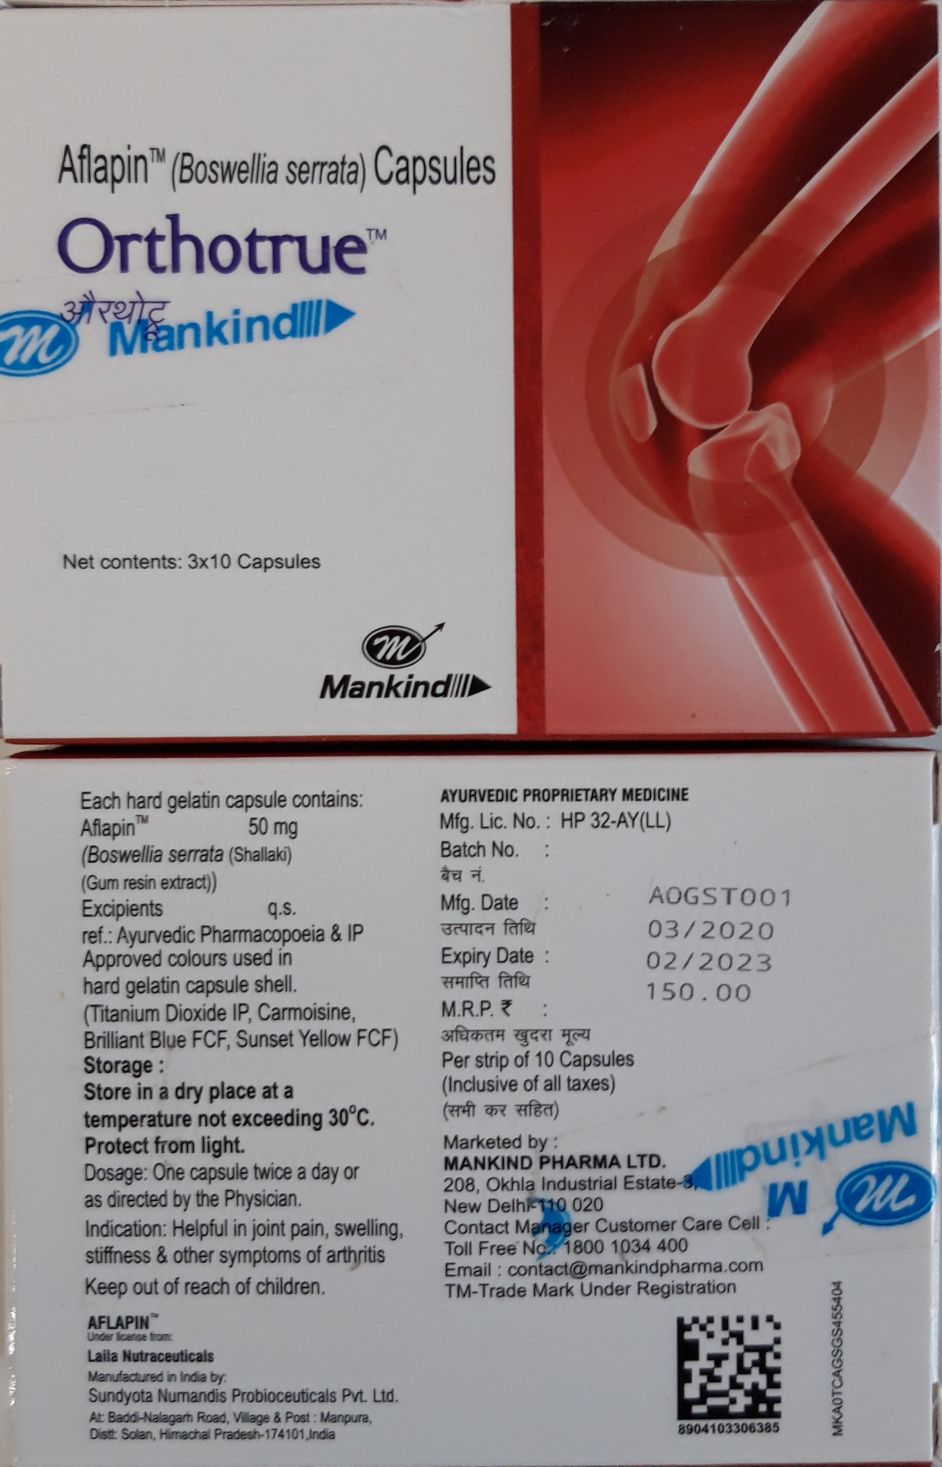 Aflapin™ (Boswellia serrata) Capsules
Orthotrue™
औरथोट्रू
Mankind
Net contents: 3x10 Capsules
Mankind
Each hard gelatin capsule contains:
Aflapin™ 50 mg
(Boswellia serrata (Shallaki)
(Gum resin extract))
Excipients q.s.
ref.: Ayurvedic Pharmacopoeia & IP
Approved colours used in
hard gelatin capsule shell.
(Titanium Dioxide IP, Carmoisine,
Brilliant Blue FCF, Sunset Yellow FCF)
Storage :
Store in a dry place at a
temperature not exceeding 30°C.
Protect from light.
Dosage: One capsule twice a day or
as directed by the Physician.
Indication: Helpful in joint pain, swelling,
stiffness & other symptoms of arthritis
Keep out of reach of children.
AFLAPIN™
Under license from:
Laila Nutraceuticals
Manufactured in India by:
Sundyota Numandis Probioceuticals Pvt. Ltd.
At: Baddi-Nalagarh Road, Village & Post : Manpura,
Distt: Solan, Himachal Pradesh-174101,India
AYURVEDIC PROPRIETARY MEDICINE
Mfg. Lic. No. : HP 32-AY(LL)
Batch No. :
बैच नं.
AOGST001
Mfg. Date :
उत्पादन तिथि
03/2020
Expiry Date :
समाप्ति तिथि
02/2023
M.R.P. ₹ :
150.00
अधिकतम खुदरा मूल्य
Per strip of 10 Capsules
(Inclusive of all taxes)
(सभी कर सहित)
Marketed by :
MANKIND PHARMA LTD.
208, Okhla Industrial Estate-3,
New Delhi-110 020
Contact Manager Customer Care Cell :
Toll Free No.: 1800 1034 400
Email : contact@mankindpharma.com
TM-Trade Mark Under Registration
Mankind
M
8904103306385
MKA0TCAGSGS455404